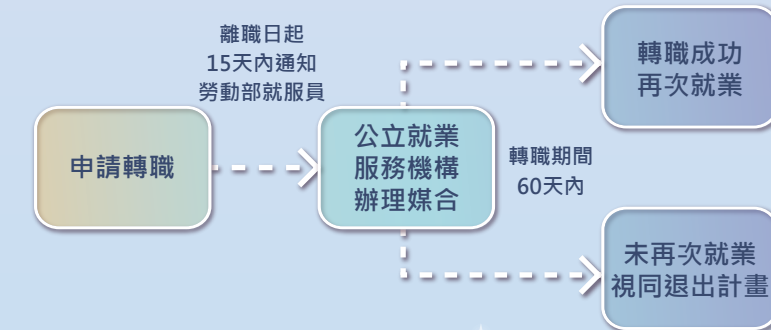 離職日起
15天內通知
勞動部就服員
申請轉職
公立就業
服務機構
辦理媒合
轉職期間
60天內
轉職成功
再次就業
未再次就業
視同退出計畫